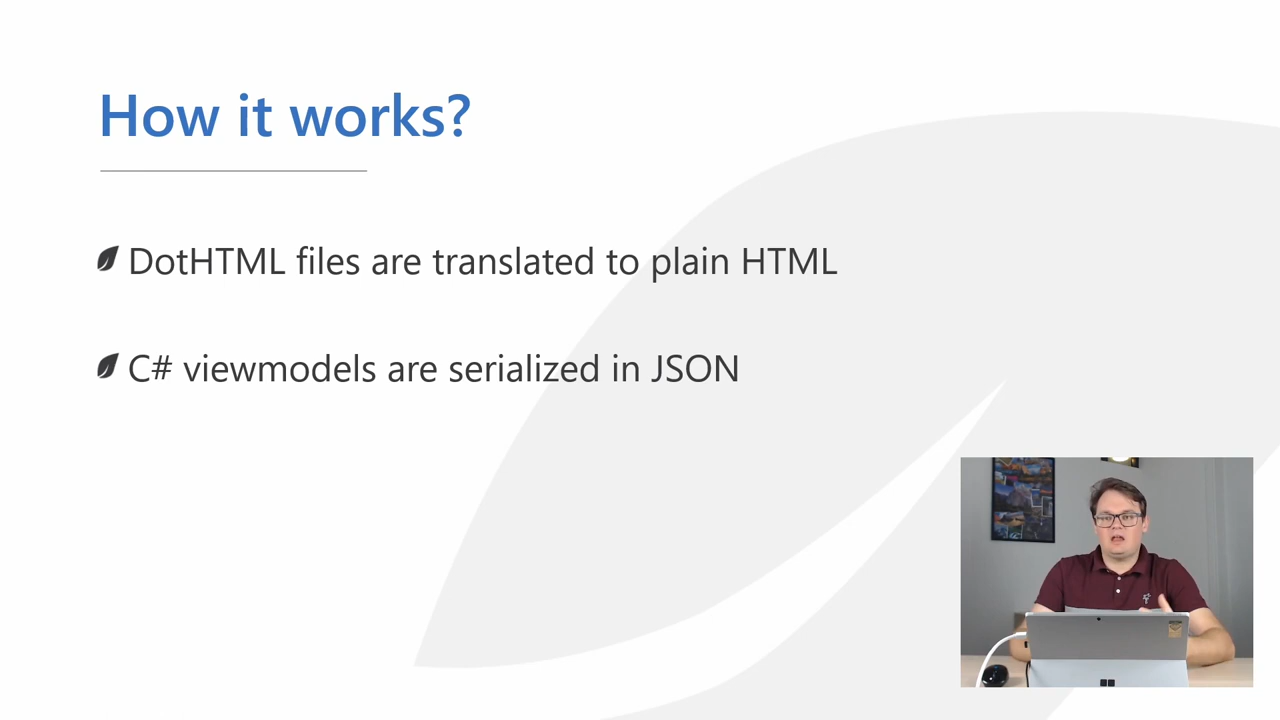 How it works?
DotHTML files are translated to plain HTML
C# viewmodels are serialized in JSON